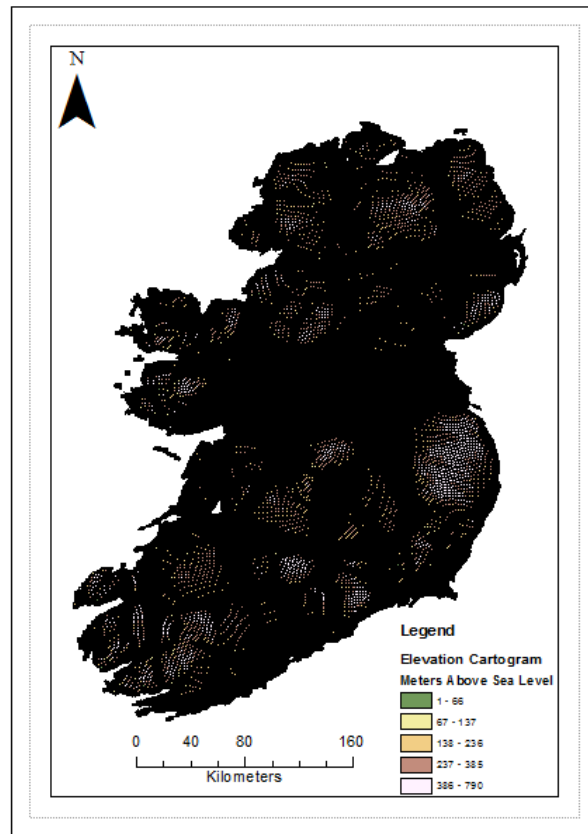 N
Legend
Elevation Cartogram
Meters Above Sea Level
1 - 66
67 - 137
138 - 236
237 - 385
386 - 790
0 40 80 160
Kilometers